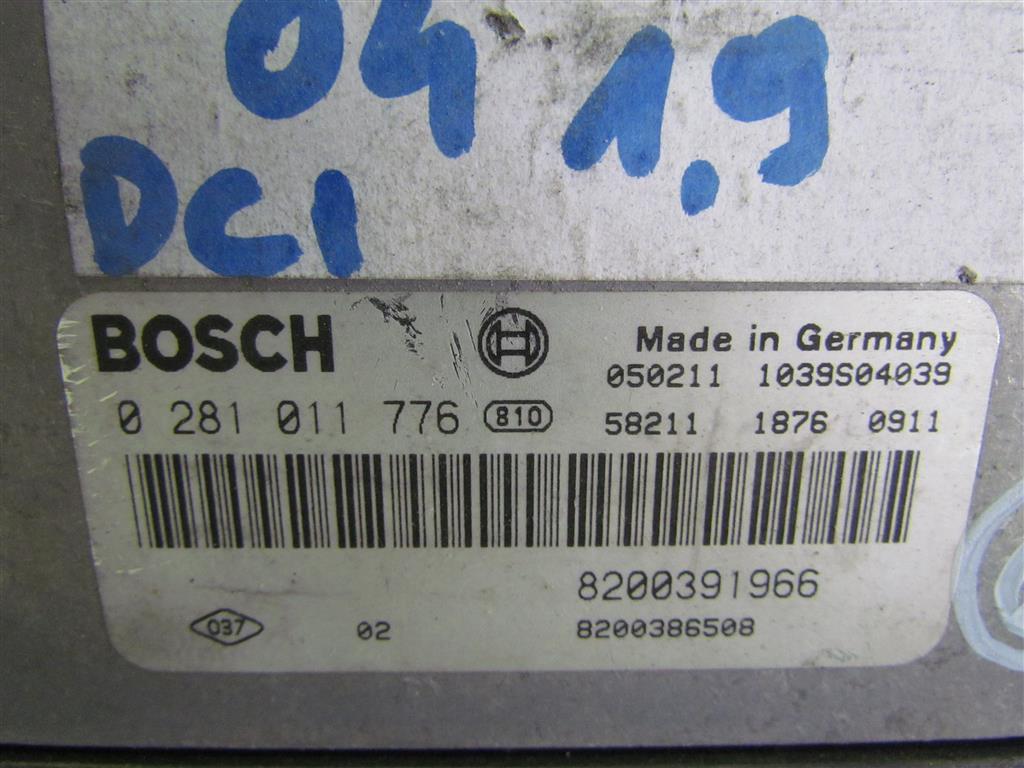 04 1.9
DCI
BOSCH Made in Germany
050211 1039S04039
0 281 011 776 810 58211 1876 0911
8200391966
037 02 8200386508